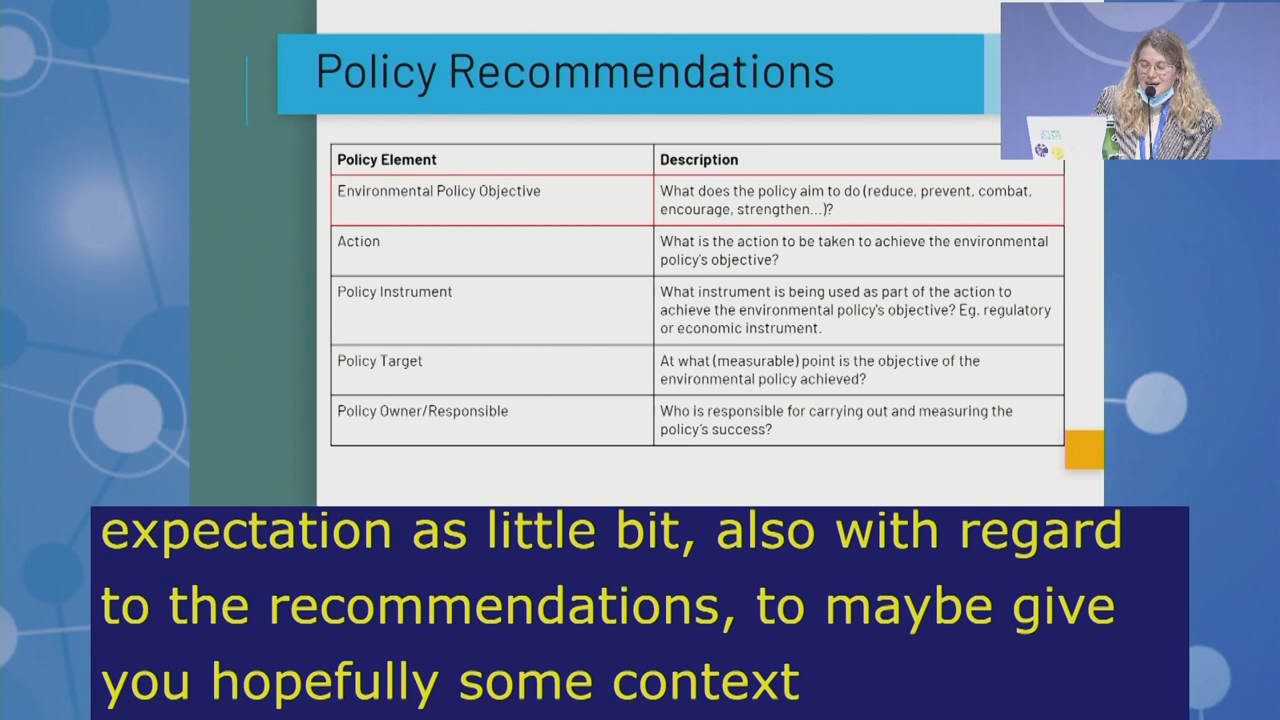 Policy Recommendations
Policy Element
Description
Environmental Policy Objective
What does the policy aim to do (reduce, prevent, combat,
encourage, strengthen...)?
Action
What is the action to be taken to achieve the environmental
policy's objective?
Policy Instrument
What instrument is being used as part of the action to
achieve the environmental policy's objective? Eg. regulatory
or economic instrument.
Policy Target
At what (measurable) point is the objective of the
environmental policy achieved?
Policy Owner/Responsible
Who is responsible for carrying out and measuring the
policy's success?
expectation as little bit, also with regard
to the recommendations, to maybe give
you hopefully some context